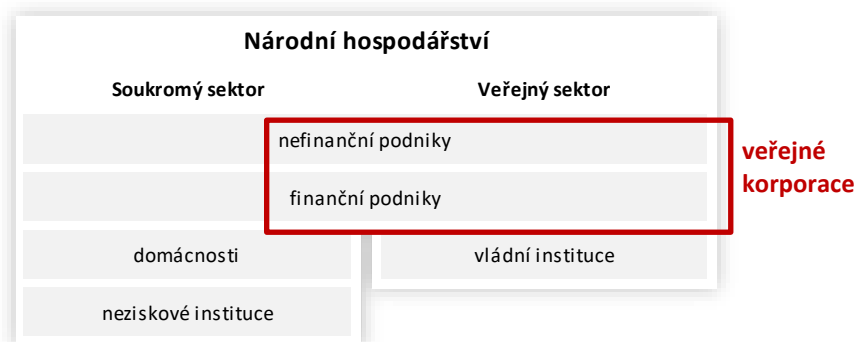 Národní hospodářství
Soukromý sektor
Veřejný sektor
nefinanční podniky
finanční podniky
veřejné
korporace
domácnosti
vládní instituce
neziskové instituce